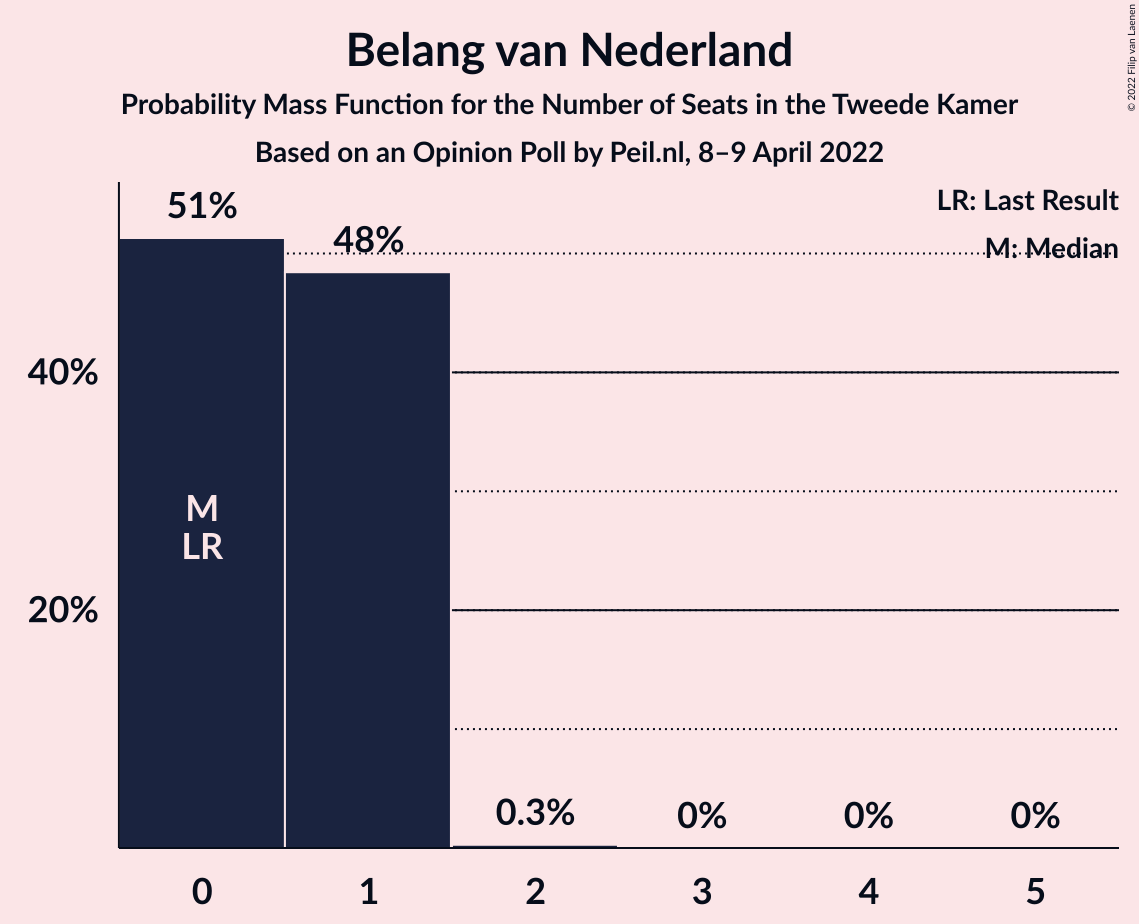 Belang van Nederland
Probability Mass Function for the Number of Seats in the Tweede Kamer
Based on an Opinion Poll by Peil.nl, 8–9 April 2022
© 2022 Filip van Laenen
LR: Last Result
M: Median
51%
48%
40%
M
LR
20%
0.3%
0%
0%
0%
0
1
2
3
4
5